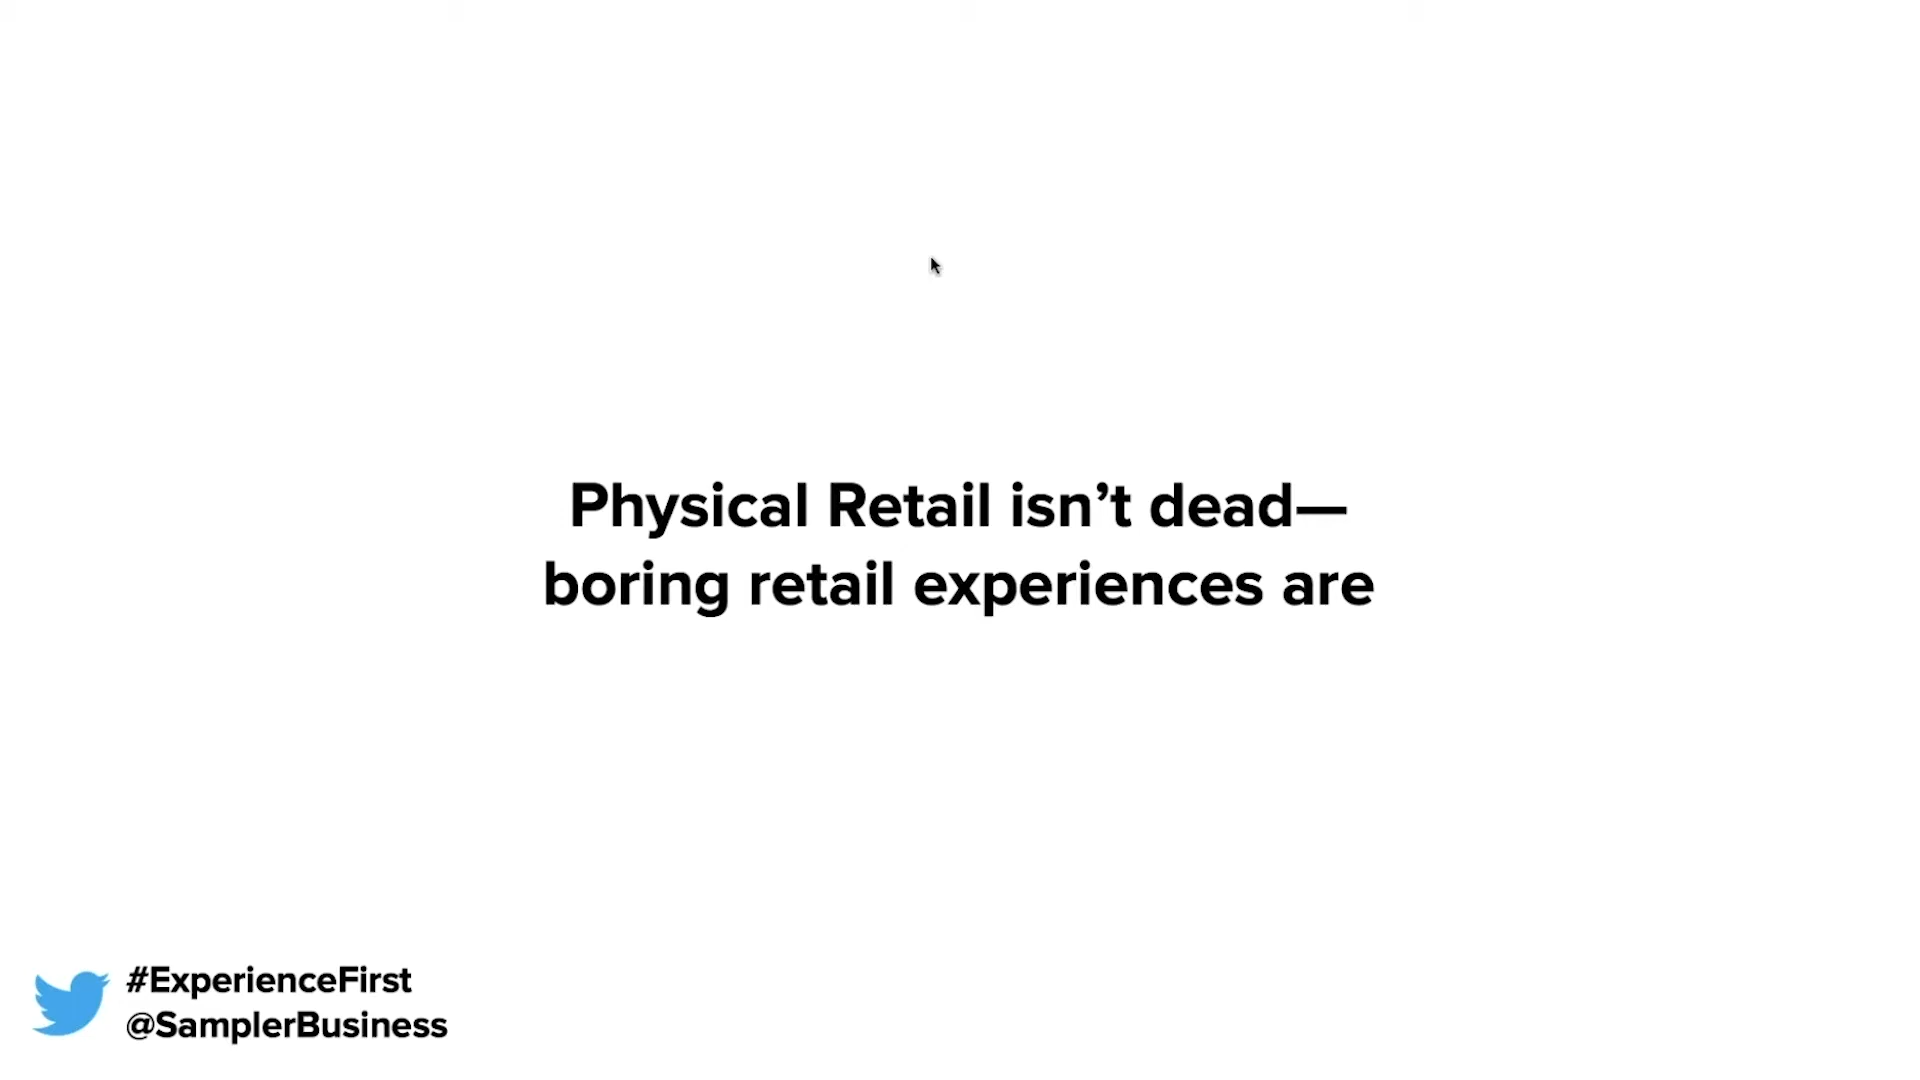 Physical Retail isn’t dead—
boring retail experiences are
#ExperienceFirst
@SamplerBusiness